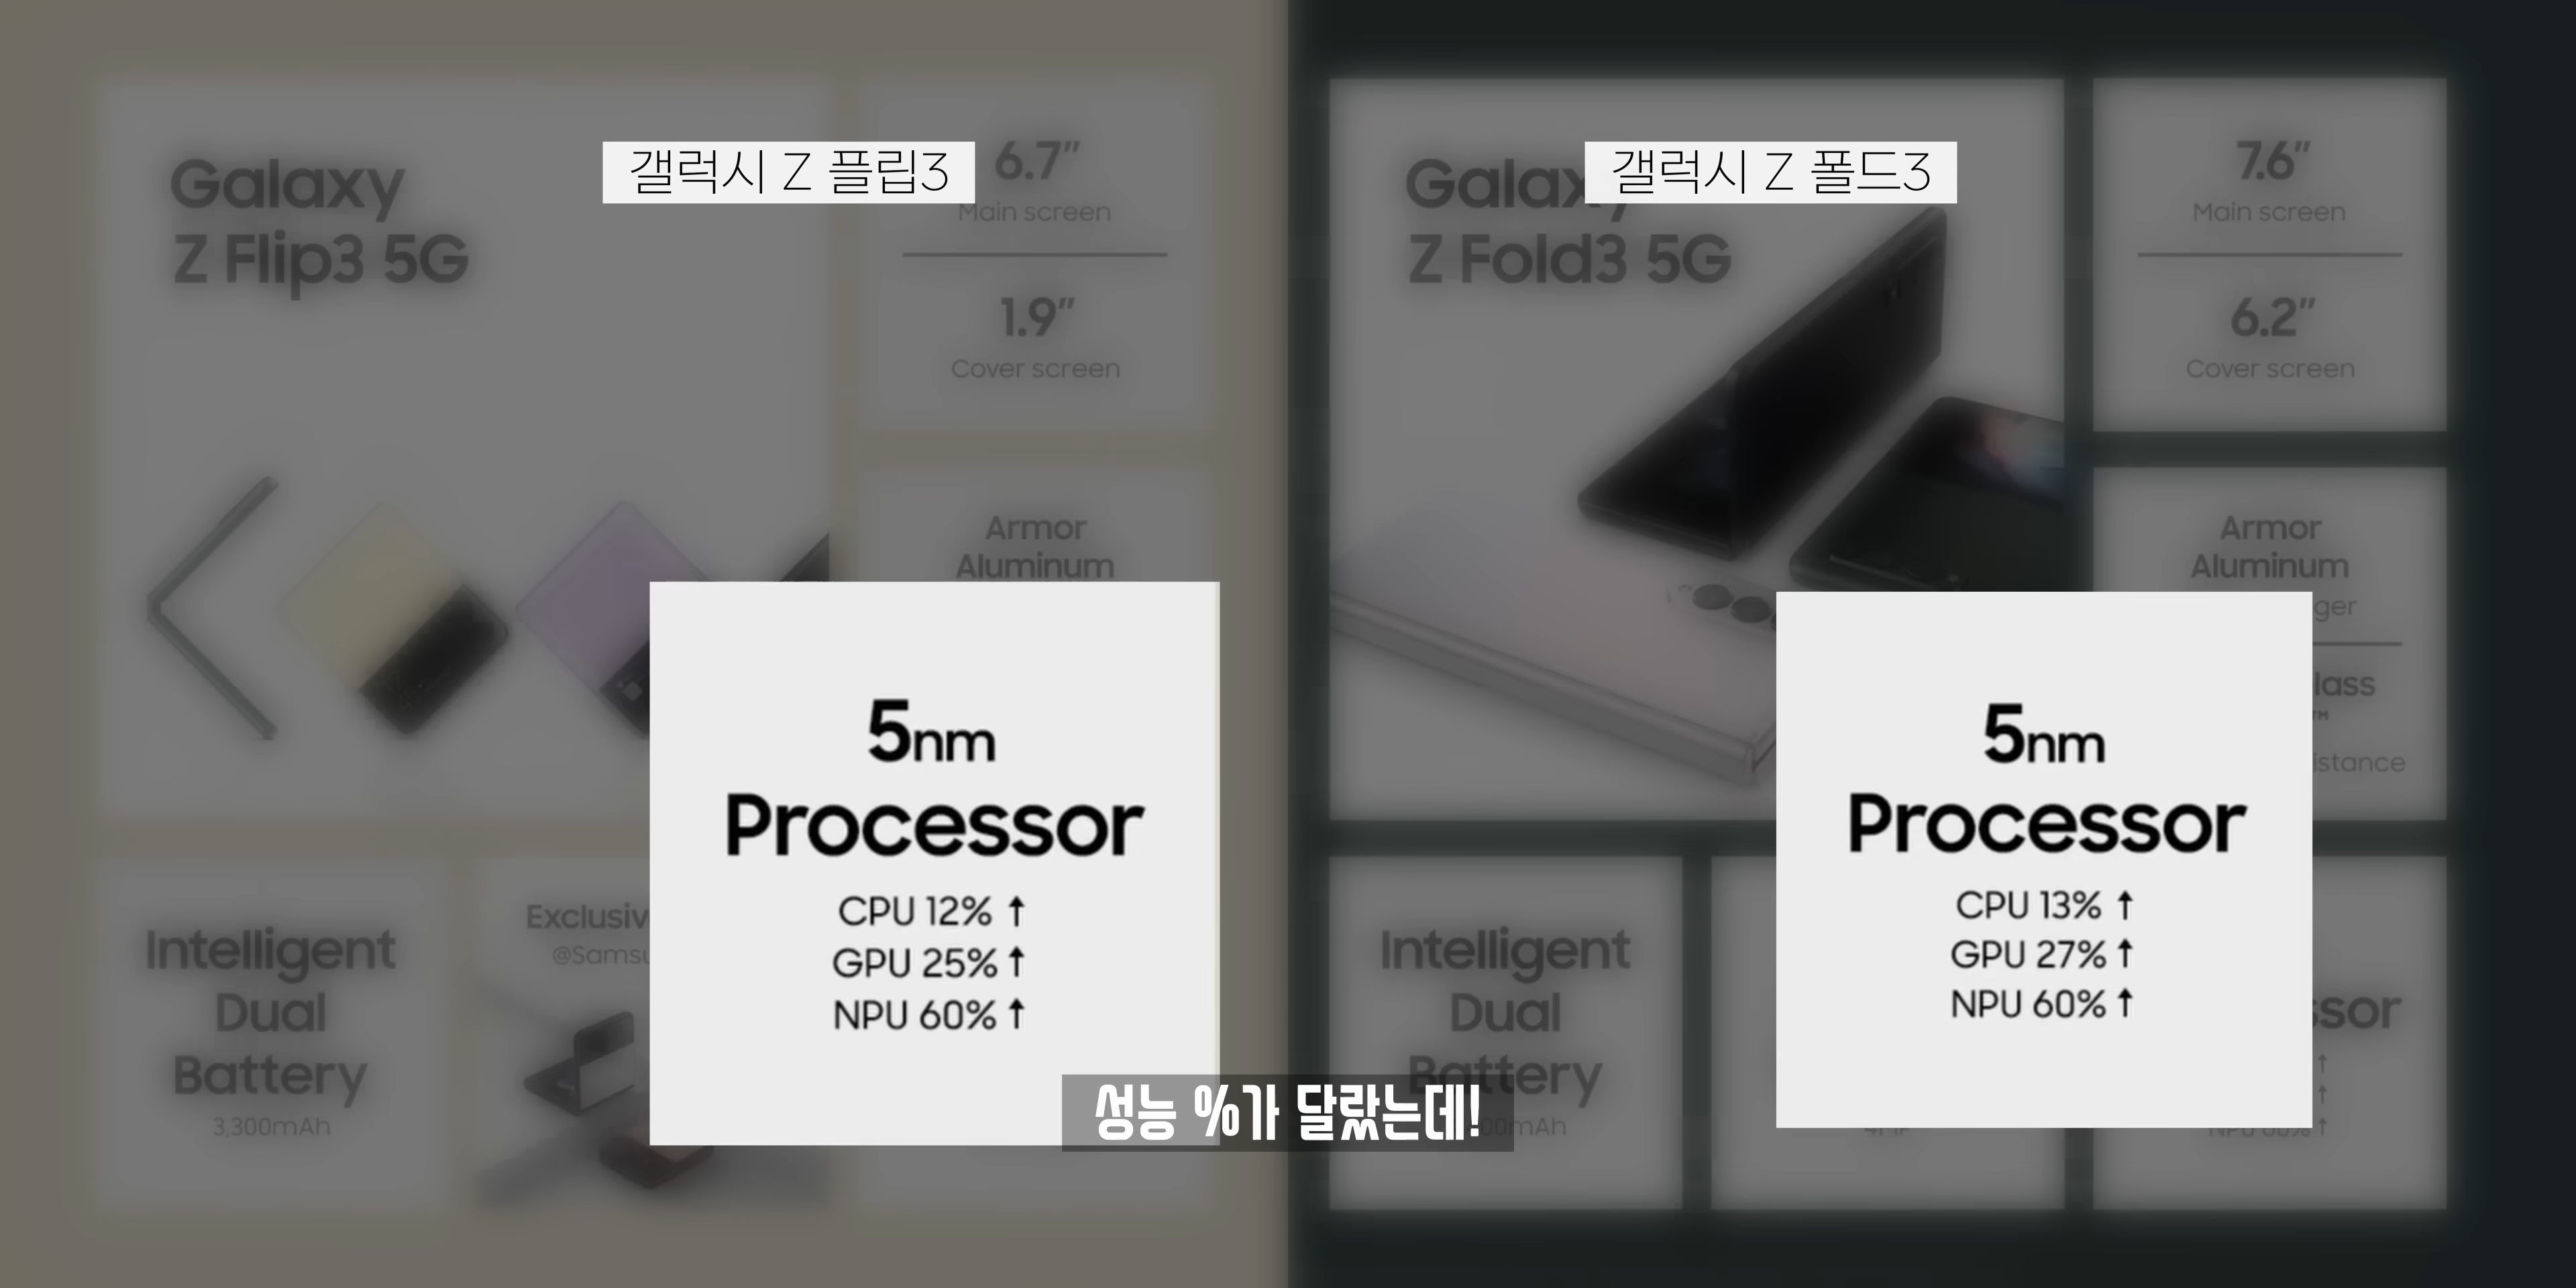 갤럭시 Z 플립3
Galaxy
Z Flip3 5G
6.7”
Main screen
1.9”
Cover screen
Armor
Aluminum
5nm
Processor
CPU 12% ↑
GPU 25% ↑
NPU 60% ↑
Intelligent
Dual
Battery
3,300mAh
갤럭시 Z 폴드3
Galaxy
Z Fold3 5G
7.6”
Main screen
6.2”
Cover screen
Armor
Aluminum
5nm
Processor
CPU 13% ↑
GPU 27% ↑
NPU 60% ↑
Intelligent
Dual
Battery
성능 %가 달랐는데!